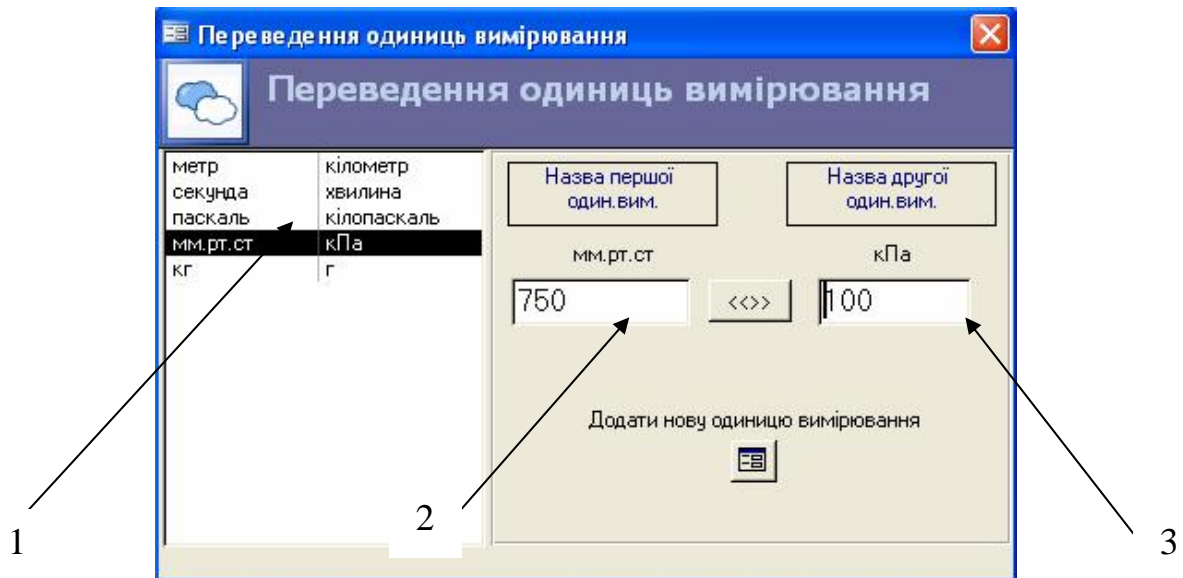 Переведення одиниць вимірювання
Переведення одиниць вимірювання
метр кілометр
секунда хвилина
паскаль кілопаскаль
мм.рт.ст кПа
кг г
Назва першої
один.вим.
Назва другої
один.вим.
мм.рт.ст кПа
750 <<>> 100
Додати нову одиницю вимірювання
1
2
3